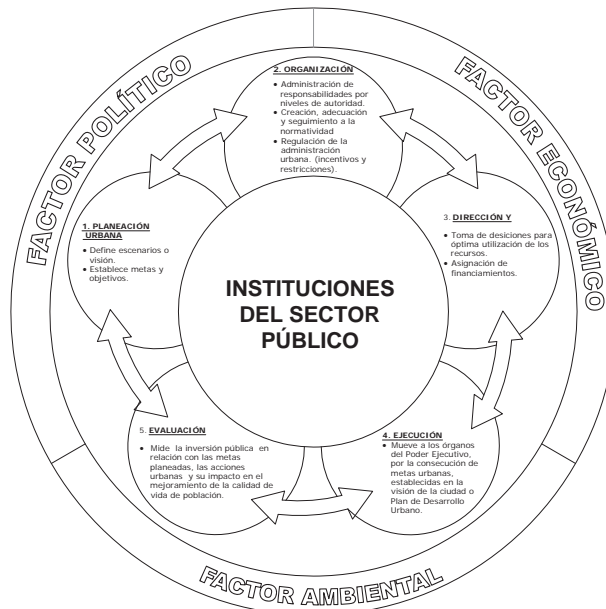 FACTOR POLÍTICO
FACTOR ECONÓMICO
2. ORGANIZACIÓN
• Administración de
responsabilidades por
niveles de autoridad.
• Creación, adecuación
y seguimiento a la
normatividad
• Regulación de la
administración
urbana. (incentivos y
restricciones).
1. PLANEACIÓN
URBANA
• Define escenarios o
visión.
• Establece metas y
objetivos.
3. DIRECCIÓN Y
• Toma de desiciones para
óptima utilización de los
recursos.
• Asignación de
financiamientos.
INSTITUCIONES
DEL SECTOR
PÚBLICO
5. EVALUACIÓN
• Mide la inversión pública en
relación con las metas
planeadas, las acciones
urbanas y su impacto en el
mejoramiento de la calidad de
vida de población.
4. EJECUCIÓN
• Mueve a los órganos
del Poder Ejecutivo,
por la consecución de
metas urbanas,
establecidas en la
visión de la ciudad o
Plan de Desarrollo
Urbano.
FACTOR AMBIENTAL